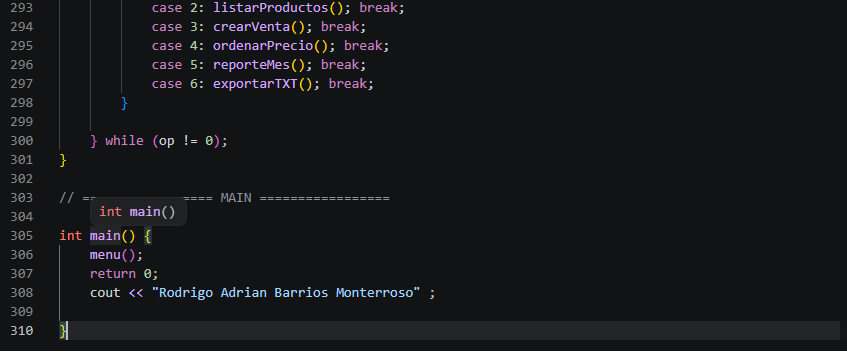 293 case 2: listarProductos(); break;
294 case 3: crearVenta(); break;
295 case 4: ordenarPrecio(); break;
296 case 5: reporteMes(); break;
297 case 6: exportarTXT(); break;
298 }
299
300 } while (op != 0);
301 }
302
303 // == ============ MAIN =================
int main()
304
305 int main() {
306 menu();
307 return 0;
308 cout << "Rodrigo Adrian Barrios Monterroso" ;
309
310 }